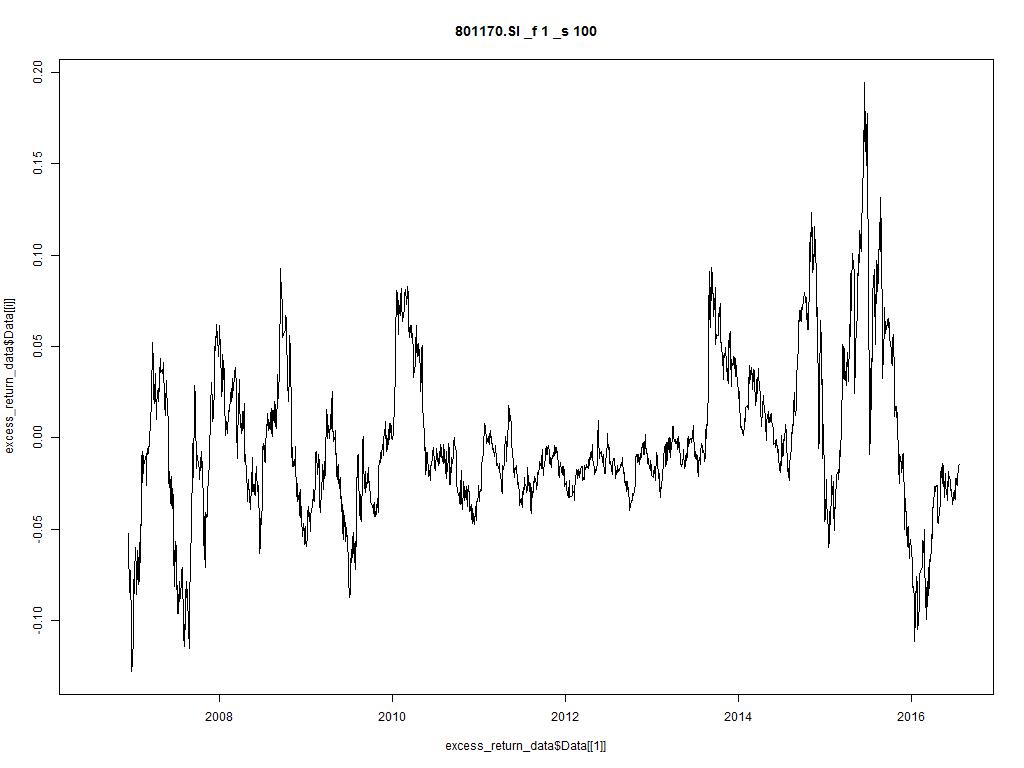 801170.SI _f 1 _s 100
excess_return_data$Data[[i]]
0.20
0.15
0.10
0.05
0.00
-0.05
-0.10
2008 2010 2012 2014 2016
excess_return_data$Data[[1]]